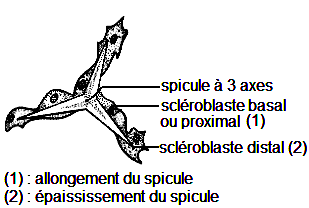 spicule à 3 axes
scléroblaste basal
ou proximal (1)
scléroblaste distal (2)
(1) : allongement du spicule
(2) : épaississement du spicule